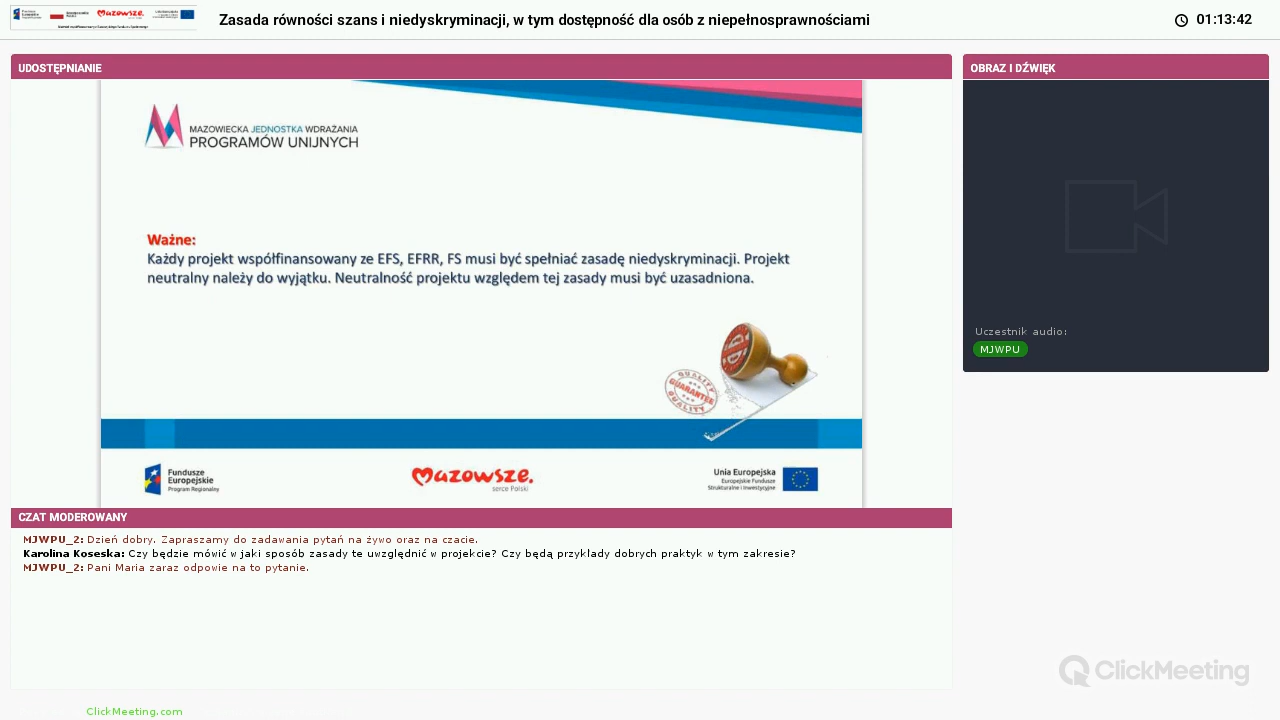 Zasada równości szans i niedyskryminacji, w tym dostępność dla osób z niepełnosprawnościami
01:13:42
UDOSTĘPNIANIE
OBRAZ I DŹWIĘK
MAZOWIECKA JEDNOSTKA WDRAŻANIA
PROGRAMÓW UNIJNYCH
Ważne:
Każdy projekt współfinansowany ze EFS, EFRR, FS musi być spełniać zasadę niedyskryminacji. Projekt
neutralny należy do wyjątku. Neutralność projektu względem tej zasady musi być uzasadniona.
QUALITY
GUARANTEE
QUALITY
Uczestnik audio:
MJWPU
Fundusze
Europejskie
Program Regionalny
mazowsze.
serce Polski
Unia Europejska
Europejskie Fundusze
Strukturalne i Inwestycyjne
CZAT MODEROWANY
MJWPU_2: Dzień dobry. Zapraszamy do zadawania pytań na żywo oraz na czacie.
Karolina Koseska: Czy będzie mówić w jaki sposób zasady te uwzględnić w projekcie? Czy będą przyklady dobrych praktyk w tym zakresie?
MJWPU_2: Pani Maria zaraz odpowie na to pytanie.
ClickMeeting
ClickMeeting.com